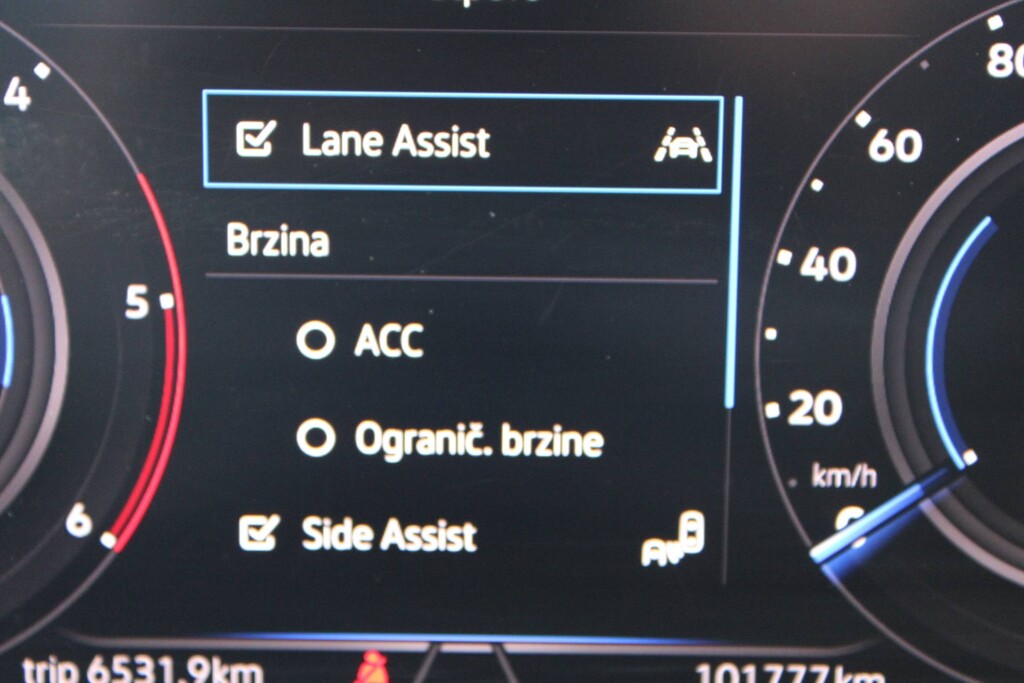 Lane Assist
Brzina
ACC
Ogranič. brzine
Side Assist
4
5
6
80
60
40
20
km/h
0
trip 6531.9km
101777km